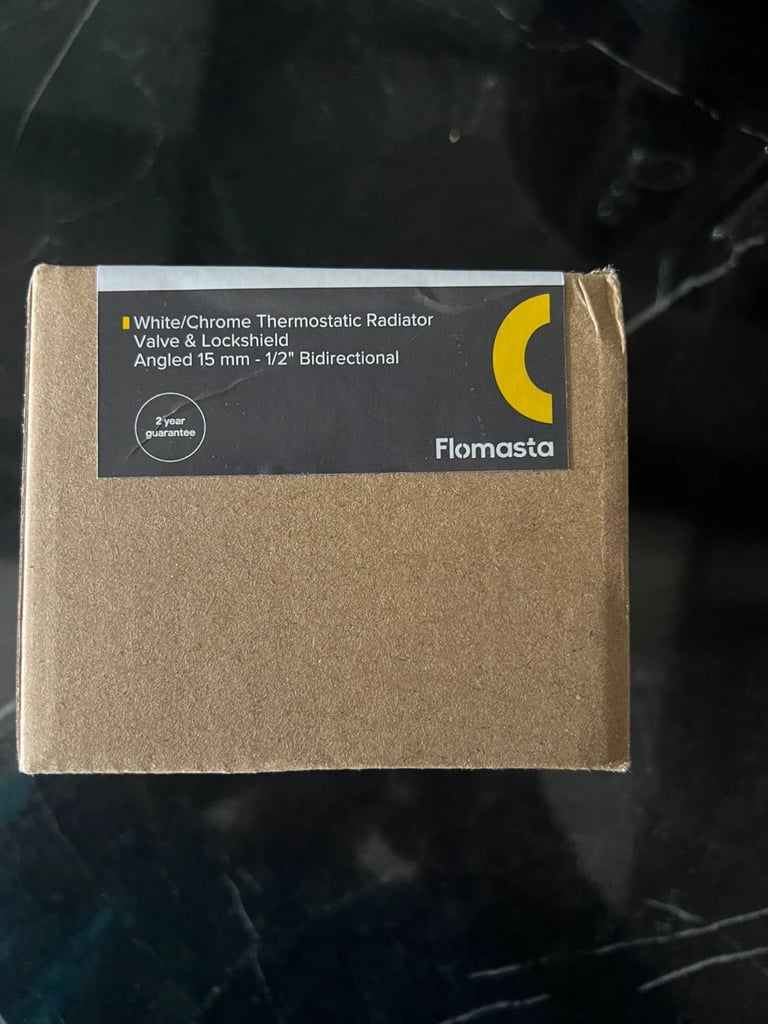 White/Chrome Thermostatic Radiator
Valve & Lockshield
Angled 15 mm - 1/2" Bidirectional
2 year
guarantee
Flomasta